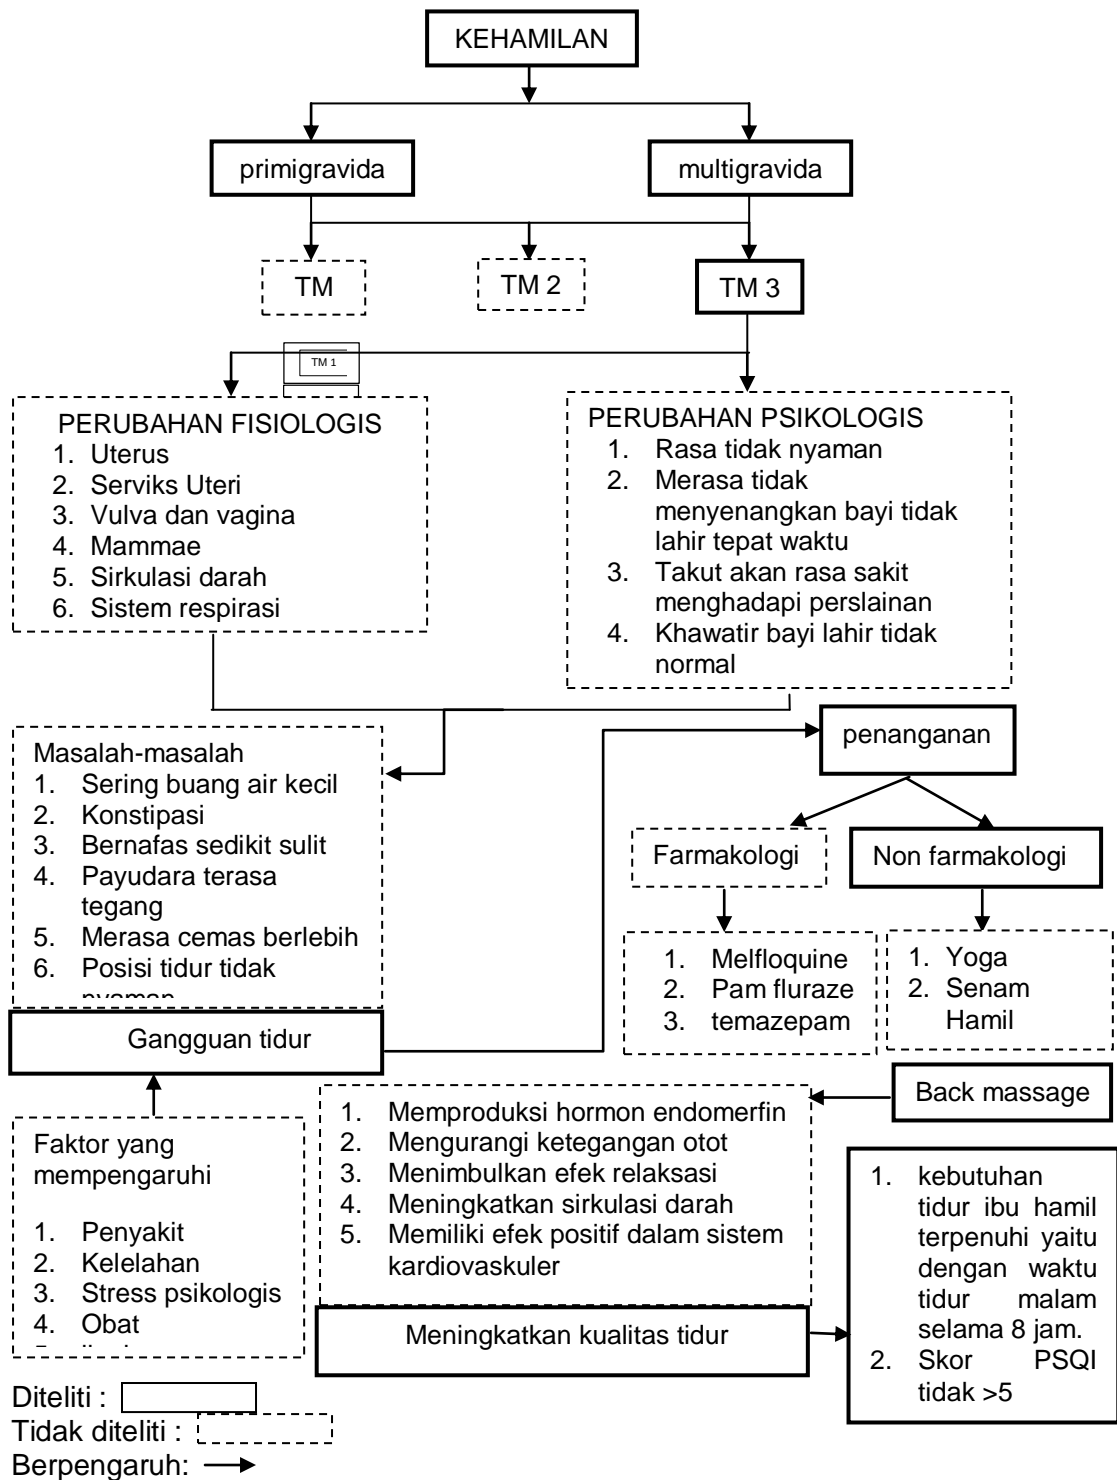 KEHAMILAN
primigravida
multigravida
TM
TM 2
TM 3
TM 1
PERUBAHAN FISIOLOGIS
1. Uterus
2. Serviks Uteri
3. Vulva dan vagina
4. Mammae
5. Sirkulasi darah
6. Sistem respirasi
PERUBAHAN PSIKOLOGIS
1. Rasa tidak nyaman
2. Merasa tidak
menyenangkan bayi tidak
lahir tepat waktu
3. Takut akan rasa sakit
menghadapi perslainan
4. Khawatir bayi lahir tidak
normal
Masalah-masalah
1. Sering buang air kecil
2. Konstipasi
3. Bernafas sedikit sulit
4. Payudara terasa
tegang
5. Merasa cemas berlebih
6. Posisi tidur tidak
nyaman
Gangguan tidur
Faktor yang
mempengaruhi
1. Penyakit
2. Kelelahan
3. Stress psikologis
4. Obat
penanganan
Farmakologi
Non farmakologi
1. Melfloquine
2. Pam fluraze
3. temazepam
1. Yoga
2. Senam
Hamil
Back massage
1. Memproduksi hormon endomerfin
2. Mengurangi ketegangan otot
3. Menimbulkan efek relaksasi
4. Meningkatkan sirkulasi darah
5. Memiliki efek positif dalam sistem
kardiovaskuler
Meningkatkan kualitas tidur
1. kebutuhan
tidur ibu hamil
terpenuhi yaitu
dengan waktu
tidur malam
selama 8 jam.
2. Skor PSQI
tidak >5
Diteliti :
Tidak diteliti :
Berpengaruh: